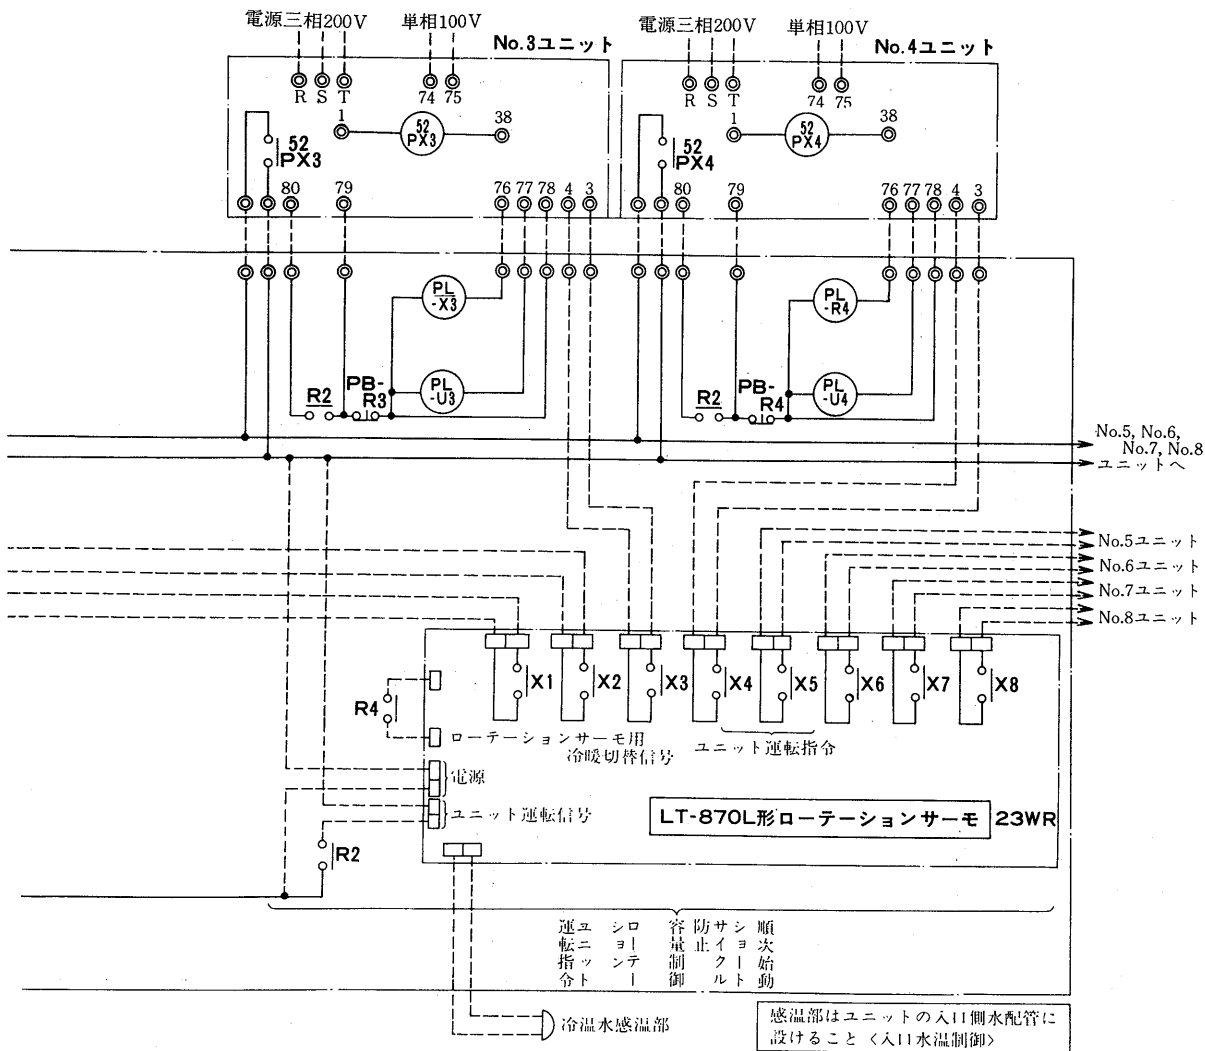 電源三相200V 単相100V
No.3ユニット
R S T 74 75
1 52 PX3 38
52 PX3
80 79 76 77 78 4 3
電源三相200V 単相100V
No.4ユニット
R S T 74 75
1 52 PX4 38
52 PX4
80 79 76 77 78 4 3
PL-X3
PL-U3
R2
PB-R3
PL-R4
PL-U4
R2
PB-R4
No.5, No.6,
No.7, No.8
ユニットへ
No.5ユニット
No.6ユニット
No.7ユニット
No.8ユニット
X1 X2 X3 X4 X5 X6 X7 X8
R4
ローテーションサーモ用
冷暖切替信号
ユニット運転指令
電源
ユニット運転信号
LT-870L形ローテーションサーモ 23WR
R2
順次始動
ショート
サイクル
防止
容量制御
ローテー
ション
ユニット
運転指令
冷温水感温部
感温部はユニットの入口側水配管に
設けること〈入口水温制御〉